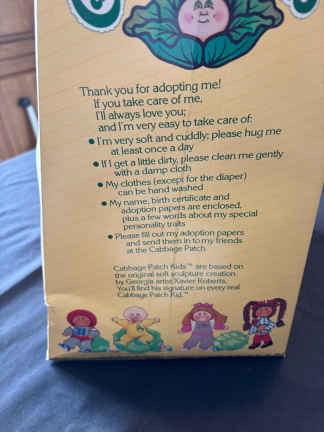 Thank you for adopting me!
If you take care of me,
I'll always love you;
and I'm very easy to take care of:
• I'm very soft and cuddly; please hug me
at least once a day
• If I get a little dirty, please clean me gently
with a damp cloth
• My clothes (except for the diaper)
can be hand washed
• My name, birth certificate and
adoption papers are enclosed,
plus a few words about my special
personality traits
• Please fill out my adoption papers
and send them in to my friends
at the Cabbage Patch
Cabbage Patch Kids™ are based on
the original soft sculpture creation
by Georgia artist Xavier Roberts.
You'll find his signature on every real
Cabbage Patch Kid.™